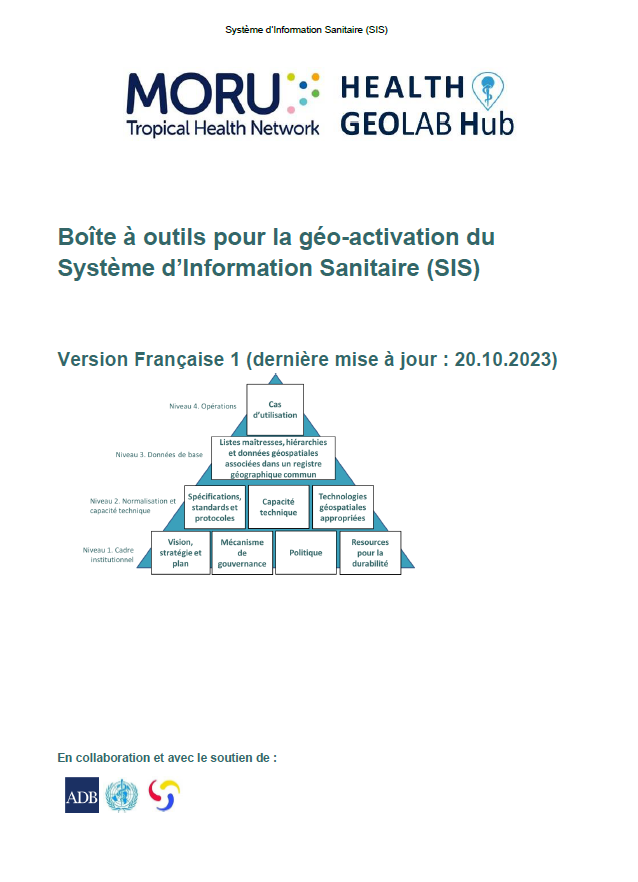 Système d'Information Sanitaire (SIS)
MORU
Tropical Health Network
HEALTH
GEOLAB Hub
Boîte à outils pour la géo-activation du
Système d'Information Sanitaire (SIS)
Version Française 1 (dernière mise à jour : 20.10.2023)
Niveau 4. Opérations
Cas
d'utilisation
Niveau 3. Données de base
Listes maîtresses, hiérarchies
et données géospatiales
associées dans un registre
géographique commun
Niveau 2. Normalisation et
capacité technique
Spécifications,
standards et
protocoles
Capacité
technique
Technologies
géospatiales
appropriées
Niveau 1. Cadre
institutionnel
Vision,
stratégie et
plan
Mécanisme
de
gouvernance
Politique
Resources
pour la
durabilité
En collaboration et avec le soutien de :
ADB